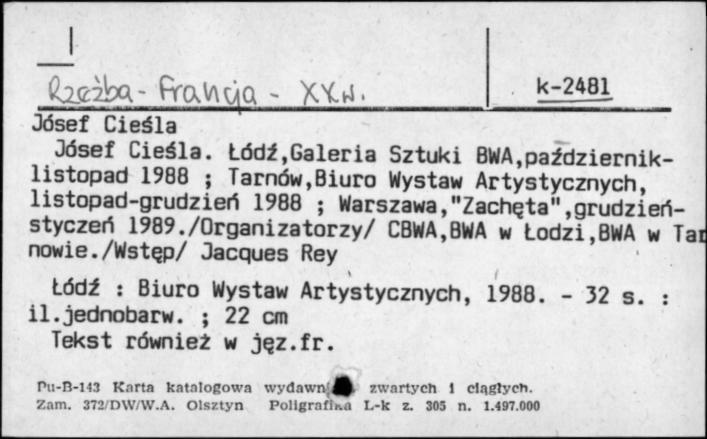 Rzeźba - Francja - XXw.
k-2481
Jósef Cieśla
Jósef Cieśla. Łódź,Galeria Sztuki BWA,październik-
listopad 1988 ; Tarnów,Biuro Wystaw Artystycznych,
listopad-grudzień 1988 ; Warszawa,"Zachęta",grudzień-
styczeń 1989./Organizatorzy/ CBWA,BWA w Łodzi,BWA w Tar
nowie./Wstęp/ Jacques Rey
Łódź : Biuro Wystaw Artystycznych, 1988. - 32 s. :
il.jednobarw. ; 22 cm
Tekst również w jęz.fr.
Pu-B-143 Karta katalogowa wydawn. zwartych i ciągłych.
Zam. 372/DW/W.A. Olsztyn Poligrafika L-k z. 305 n. 1.497.000